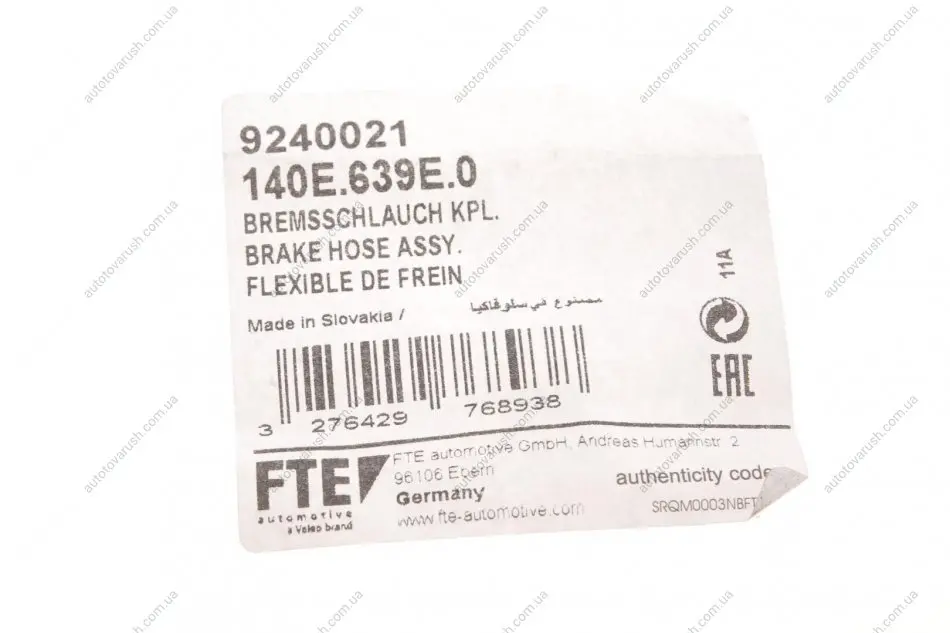 9240021
140E.639E.0
BREMSSCHLAUCH KPL.
BRAKE HOSE ASSY.
FLEXIBLE DE FREIN
11A
Made in Slovakia / مصنوع في سلوفاكيا
EAC
3 276429 768938
FTE automotive GmbH, Andreas Humannstr 2
96106 Ebern
Germany
www.fte-automotive.com
FTE
automotive
a Valeo brand
authenticity code
SRQM0003NBFT
autotovarush.com.ua